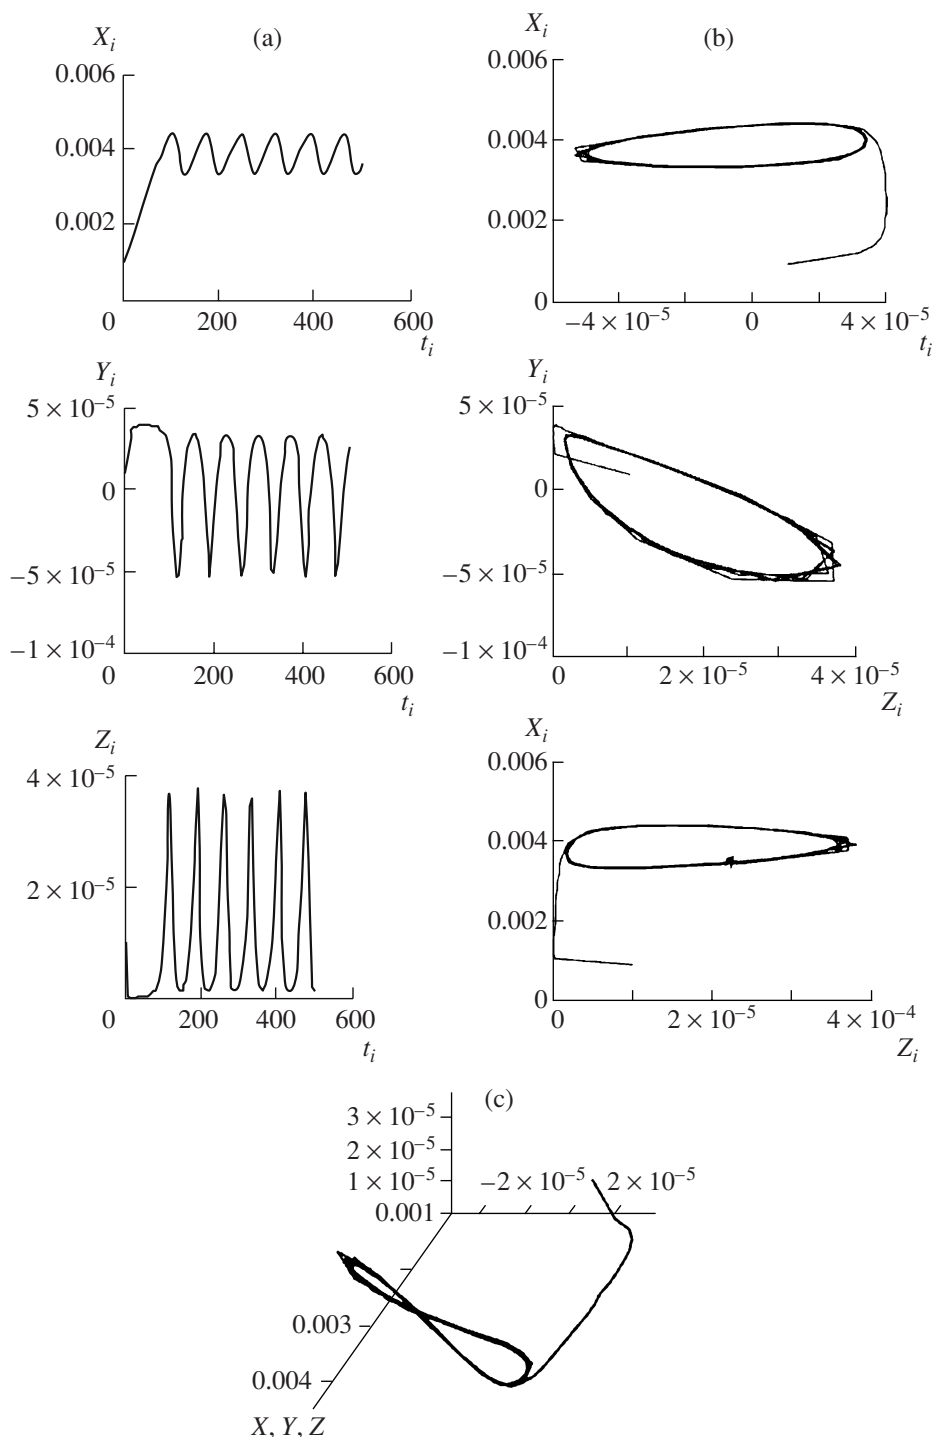 (a)
X_i
0.006
0.004
0.002
0 200 400 600
t_i
Y_i
5 × 10^–5
0
–5 × 10^–5
–1 × 10^–4
0 200 400 600
t_i
Z_i
4 × 10^–5
2 × 10^–5
0 200 400 600
t_i
(b)
X_i
0.006
0.004
0.002
0
–4 × 10^–5 0 4 × 10^–5
t_i
Y_i
5 × 10^–5
0
–5 × 10^–5
–1 × 10^–4
0 2 × 10^–5 4 × 10^–5
Z_i
X_i
0.006
0.004
0.002
0
0 2 × 10^–5 4 × 10^–4
Z_i
(c)
3 × 10^–5
2 × 10^–5
1 × 10^–5
0.001
–2 × 10^–5 2 × 10^–5
0.003
0.004
X, Y, Z